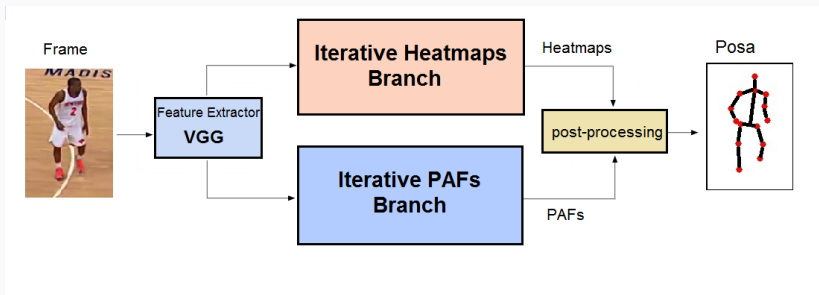 Frame
MADIS
2
Feature Extractor
VGG
Iterative Heatmaps
Branch
Heatmaps
Iterative PAFs
Branch
PAFs
post-processing
Posa